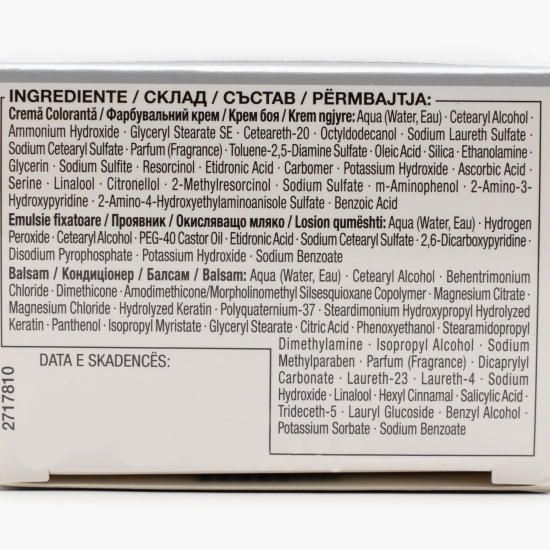 INGREDIENTE / СКЛАД / СЪСТАВ / PËRMBAJTJA:
Cremă Colorantă / Фарбувальний крем / Крем боя / Krem ngjyre: Aqua (Water, Eau) · Cetearyl Alcohol ·
Ammonium Hydroxide · Glyceryl Stearate SE · Ceteareth-20 · Octyldodecanol · Sodium Laureth Sulfate ·
Sodium Cetearyl Sulfate · Parfum (Fragrance) · Toluene-2,5-Diamine Sulfate · Oleic Acid · Silica · Ethanolamine ·
Glycerin · Sodium Sulfite · Resorcinol · Etidronic Acid · Carbomer · Potassium Hydroxide · Ascorbic Acid ·
Serine · Linalool · Citronellol · 2-Methylresorcinol · Sodium Sulfate · m-Aminophenol · 2-Amino-3-
Hydroxypyridine · 2-Amino-4-Hydroxyethylaminoanisole Sulfate · Benzoic Acid
Emulsie fixatoare / Проявник / Окисляващо мляко / Losion qumështi: Aqua (Water, Eau) · Hydrogen
Peroxide · Cetearyl Alcohol · PEG-40 Castor Oil · Etidronic Acid · Sodium Cetearyl Sulfate · 2,6-Dicarboxypyridine ·
Disodium Pyrophosphate · Potassium Hydroxide · Sodium Benzoate
Balsam / Кондиціонер / Балсам / Balsam: Aqua (Water, Eau) · Cetearyl Alcohol · Behentrimonium
Chloride · Dimethicone · Amodimethicone/Morpholinomethyl Silsesquioxane Copolymer · Magnesium Citrate ·
Magnesium Chloride · Hydrolyzed Keratin · Polyquaternium-37 · Steardimonium Hydroxypropyl Hydrolyzed
Keratin · Panthenol · Isopropyl Myristate · Glyceryl Stearate · Citric Acid · Phenoxyethanol · Stearamidopropyl
Dimethylamine · Isopropyl Alcohol · Sodium
Methylparaben · Parfum (Fragrance) · Dicaprylyl
Carbonate · Laureth-23 · Laureth-4 · Sodium
Hydroxide · Linalool · Hexyl Cinnamal · Salicylic Acid ·
Trideceth-5 · Lauryl Glucoside · Benzyl Alcohol ·
Potassium Sorbate · Sodium Benzoate
DATA E SKADENCËS:
2717810